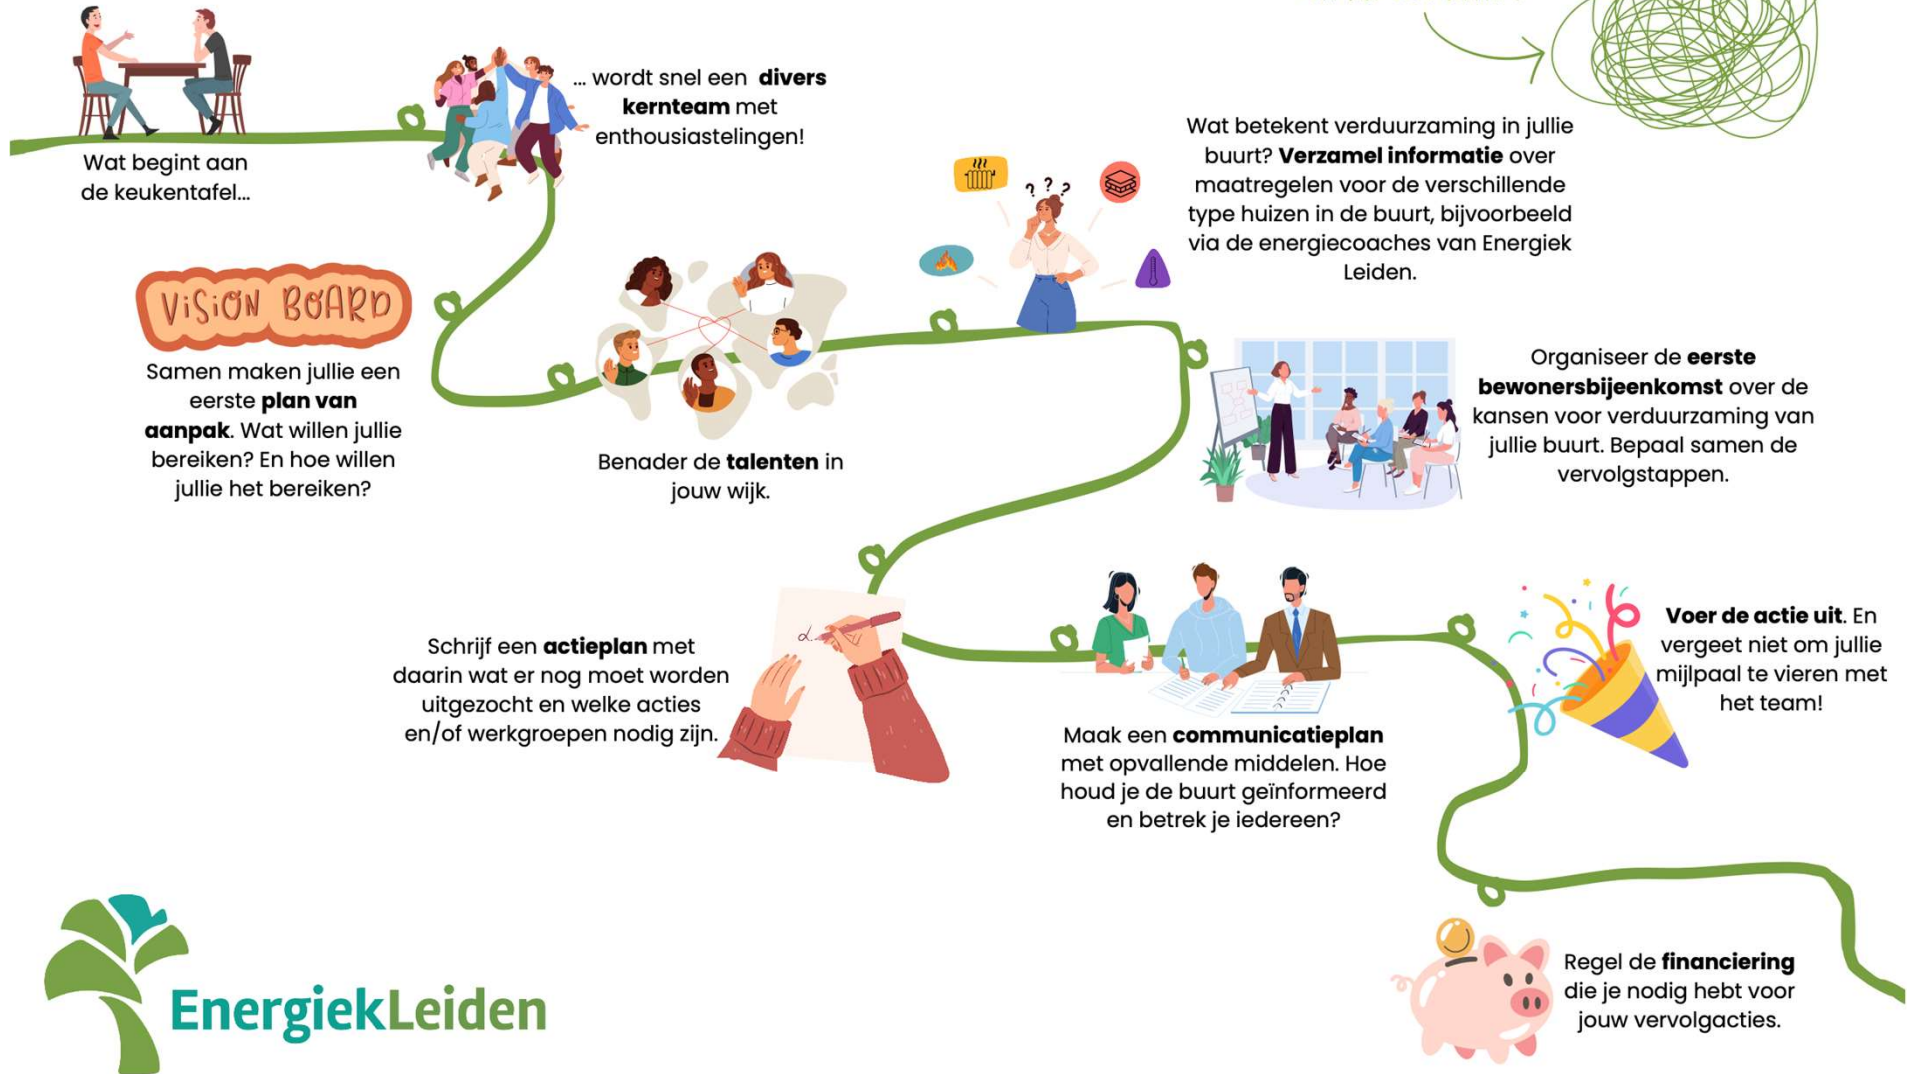 Wat begint aan
de keukentafel...
... wordt snel een divers
kernteam met
enthousiastelingen!
VISION BOARD
Samen maken jullie een
eerste plan van
aanpak. Wat willen jullie
bereiken? En hoe willen
jullie het bereiken?
Benader de talenten in
jouw wijk.
? ? ?
Wat betekent verduurzaming in jullie
buurt? Verzamel informatie over
maatregelen voor de verschillende
type huizen in de buurt, bijvoorbeeld
via de energiecoaches van Energiek
Leiden.
Organiseer de eerste
bewonersbijeenkomst over de
kansen voor verduurzaming van
jullie buurt. Bepaal samen de
vervolgstappen.
Schrijf een actieplan met
daarin wat er nog moet worden
uitgezocht en welke acties
en/of werkgroepen nodig zijn.
Maak een communicatieplan
met opvallende middelen. Hoe
houd je de buurt geïnformeerd
en betrek je iedereen?
Voer de actie uit. En
vergeet niet om jullie
mijlpaal te vieren met
het team!
Regel de financiering
die je nodig hebt voor
jouw vervolgacties.
EnergiekLeiden